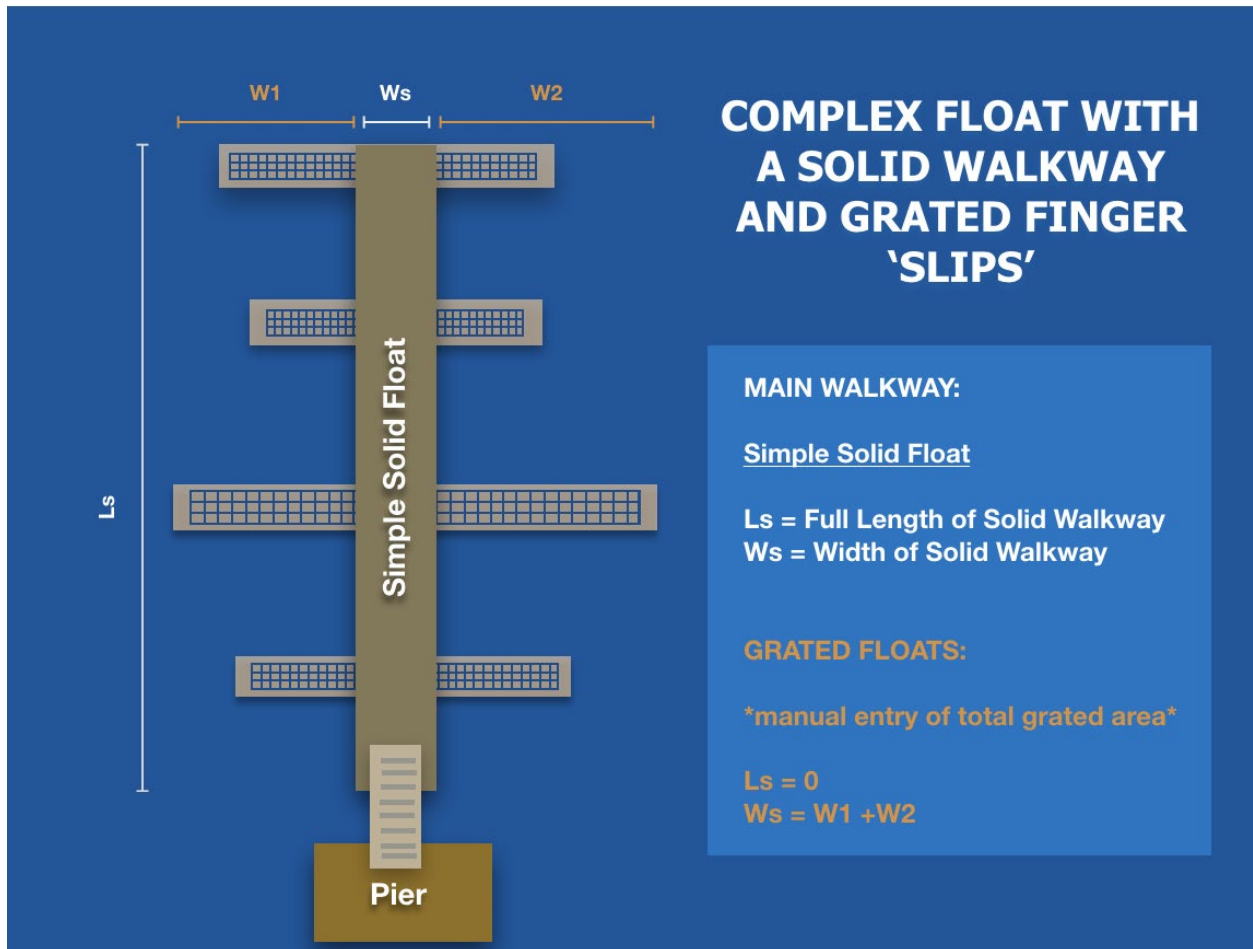 W1
Ws
W2
COMPLEX FLOAT WITH
A SOLID WALKWAY
AND GRATED FINGER
‘SLIPS’
Ls
Simple Solid Float
Pier
MAIN WALKWAY:
Simple Solid Float
Ls = Full Length of Solid Walkway
Ws = Width of Solid Walkway
GRATED FLOATS:
*manual entry of total grated area*
Ls = 0
Ws = W1 +W2